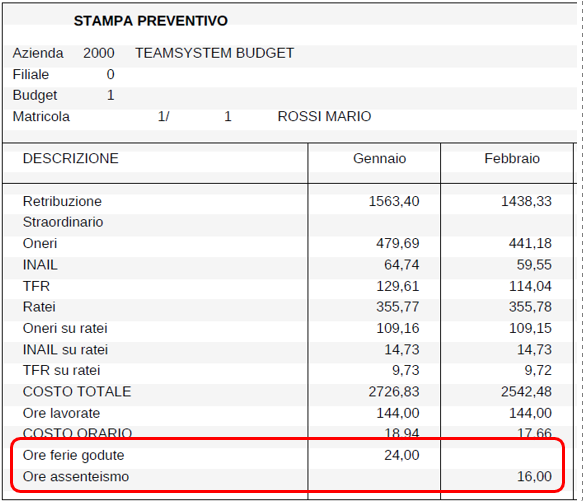 STAMPA PREVENTIVO
Azienda 2000 TEAMSYSTEM BUDGET
Filiale 0
Budget 1
Matricola 1/ 1 ROSSI MARIO
DESCRIZIONE Gennaio Febbraio
Retribuzione 1563,40 1438,33
Straordinario
Oneri 479,69 441,18
INAIL 64,74 59,55
TFR 129,61 114,04
Ratei 355,77 355,78
Oneri su ratei 109,16 109,15
INAIL su ratei 14,73 14,73
TFR su ratei 9,73 9,72
COSTO TOTALE 2726,83 2542,48
Ore lavorate 144,00 144,00
COSTO ORARIO 18,94 17,66
Ore ferie godute 24,00
Ore assenteismo 16,00